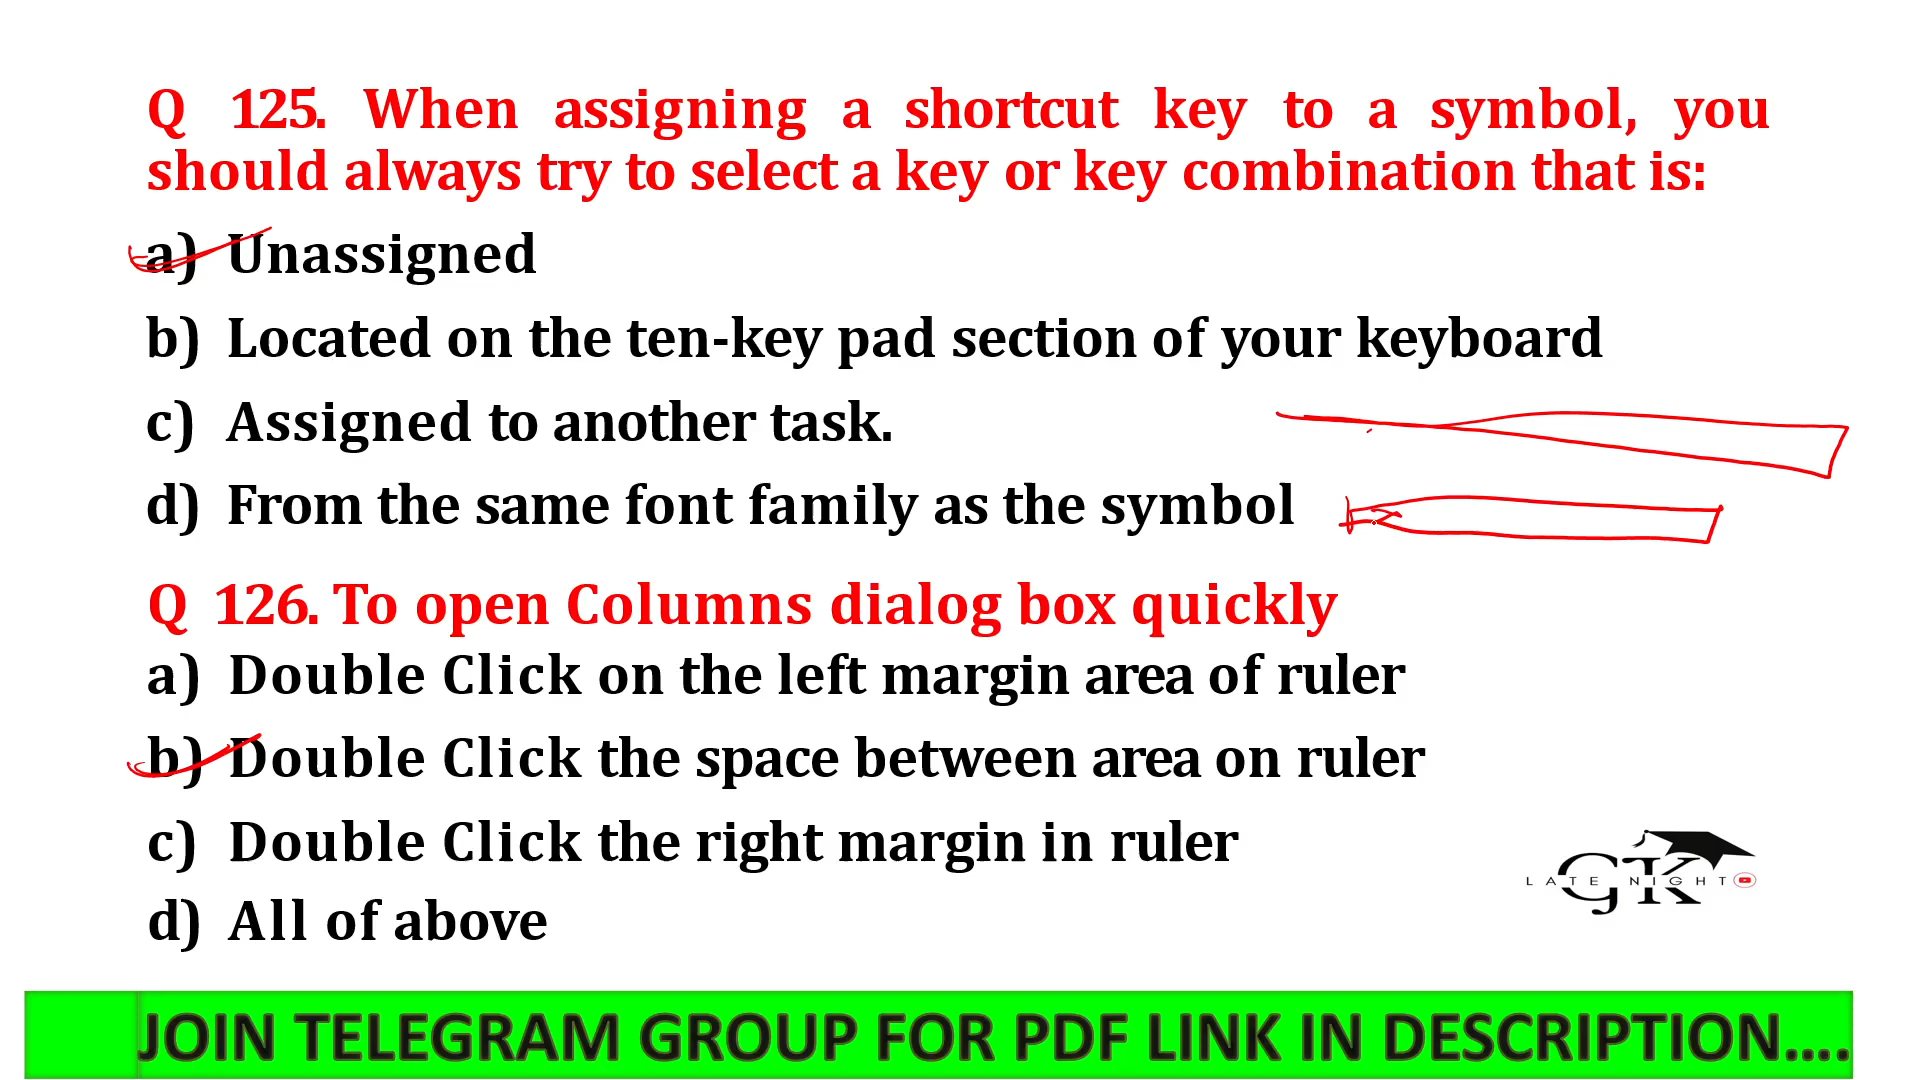 Q 125. When assigning a shortcut key to a symbol, you
should always try to select a key or key combination that is:
a) Unassigned
b) Located on the ten-key pad section of your keyboard
c) Assigned to another task.
d) From the same font family as the symbol
Q 126. To open Columns dialog box quickly
a) Double Click on the left margin area of ruler
b) Double Click the space between area on ruler
c) Double Click the right margin in ruler
d) All of above
GK
LATE NIGHT
JOIN TELEGRAM GROUP FOR PDF LINK IN DESCRIPTION....